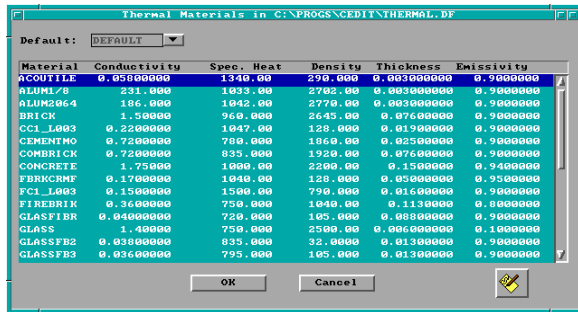 Thermal Materials in C:\PROGS\CEDIT\THERMAL.DF
Default: DEFAULT
Material Conductivity Spec. Heat Density Thickness Emissivity
ACOUTILE 0.05800000 1340.00 290.000 0.003000000 0.9000000
ALUM1/8 231.000 1033.00 2702.00 0.003000000 0.9000000
ALUM2064 186.000 1042.00 2770.00 0.003000000 0.9000000
BRICK 1.50000 960.000 2645.00 0.07600000 0.9000000
CC1_L003 0.2200000 1047.00 128.000 0.01900000 0.9000000
CEMENTMO 0.7200000 780.000 1860.00 0.02500000 0.9000000
COMBRICK 0.7200000 835.000 1920.00 0.07600000 0.9000000
CONCRETE 1.75000 1000.00 2200.00 0.1500000 0.9400000
FBRKCRMF 0.1700000 1040.00 128.000 0.05000000 0.9500000
FC1_L003 0.1500000 1500.00 790.000 0.01600000 0.9000000
FIREBRIK 0.3600000 750.000 1040.00 0.1130000 0.8000000
GLASFIBR 0.04000000 720.000 105.000 0.08800000 0.9000000
GLASS 1.40000 750.000 2500.00 0.006000000 0.1000000
GLASSFB2 0.03800000 835.000 32.0000 0.01300000 0.9000000
GLASSFB3 0.03600000 795.000 105.000 0.01300000 0.9000000
OK Cancel